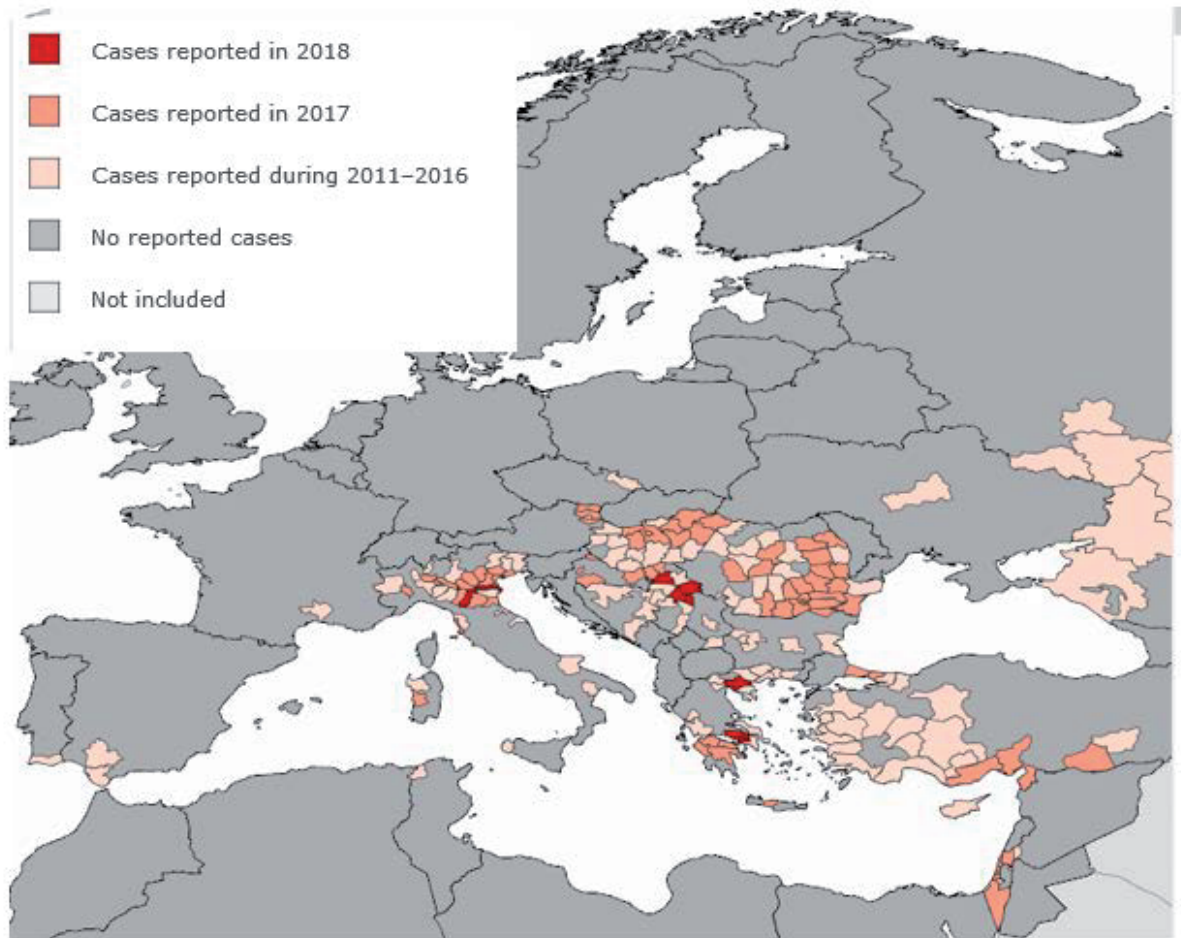 Cases reported in 2018
Cases reported in 2017
Cases reported during 2011–2016
No reported cases
Not included